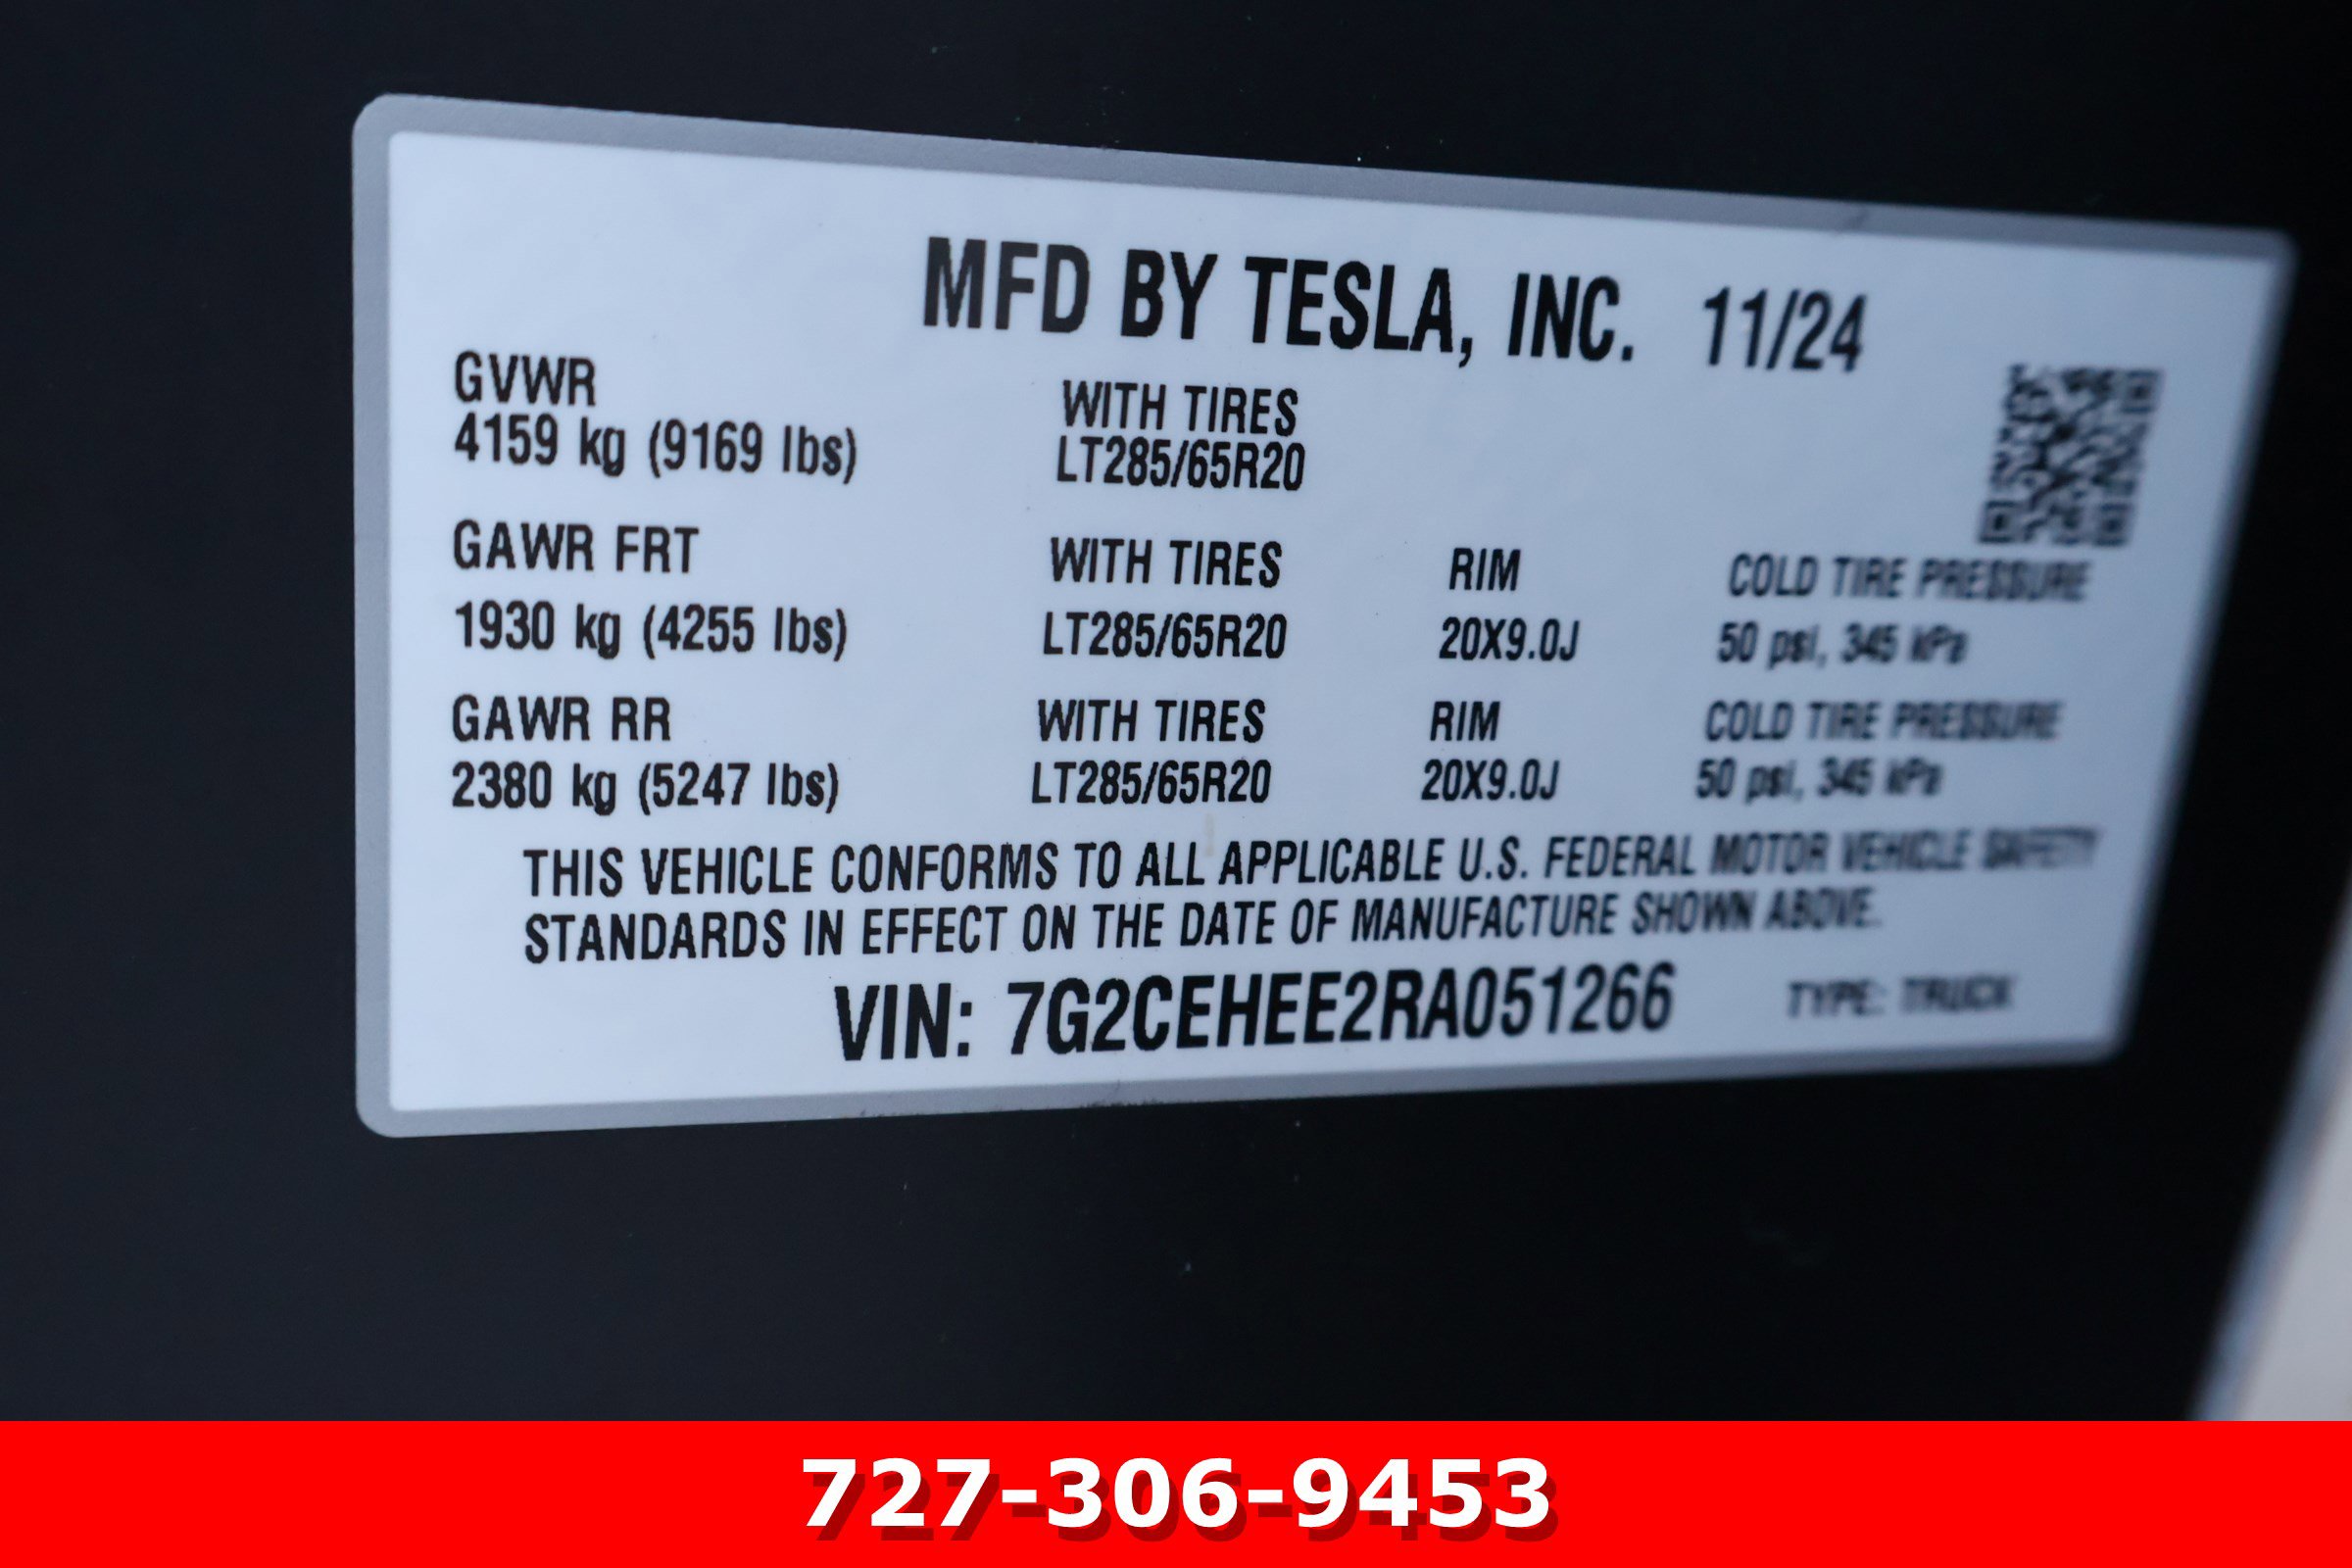 MFD BY TESLA, INC. 11/24
GVWR WITH TIRES
4159 kg (9169 lbs) LT285/65R20
GAWR FRT WITH TIRES RIM COLD TIRE PRESSURE
1930 kg (4255 lbs) LT285/65R20 20X9.0J 50 psi, 345 kPa
GAWR RR WITH TIRES RIM COLD TIRE PRESSURE
2380 kg (5247 lbs) LT285/65R20 20X9.0J 50 psi, 345 kPa
THIS VEHICLE CONFORMS TO ALL APPLICABLE U.S. FEDERAL MOTOR VEHICLE SAFETY
STANDARDS IN EFFECT ON THE DATE OF MANUFACTURE SHOWN ABOVE.
VIN: 7G2CEHEE2RA051266 TYPE: TRUCK
727-306-9453